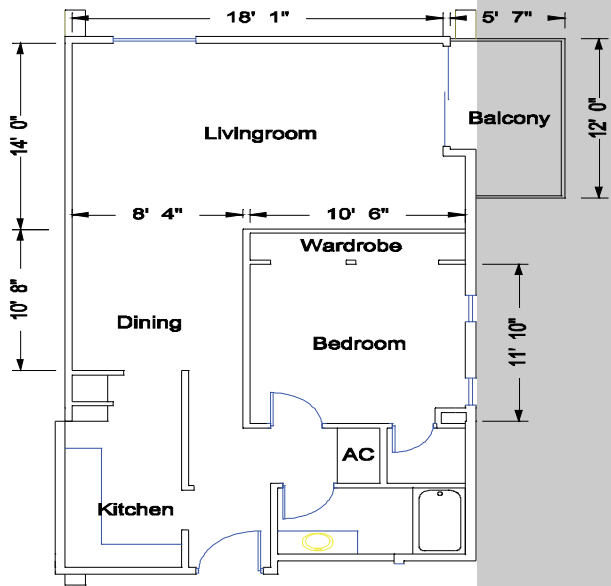 18' 1"
5' 7"
14' 0"
Livingroom
Balcony
12' 0"
8' 4"
10' 6"
Wardrobe
10' 8"
Dining
Bedroom
11' 10"
AC
Kitchen